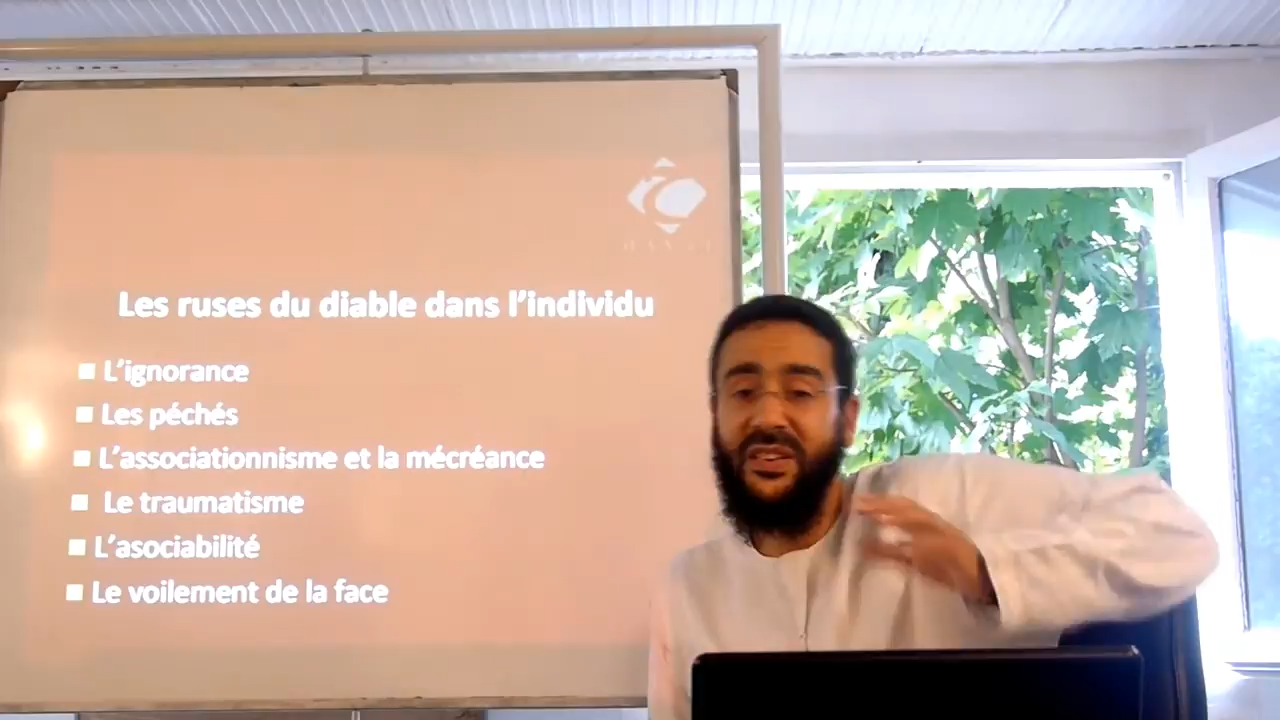 Les ruses du diable dans l’individu
L’ignorance
Les péchés
L’associationnisme et la mécréance
Le traumatisme
L’asociabilité
Le voilement de la face